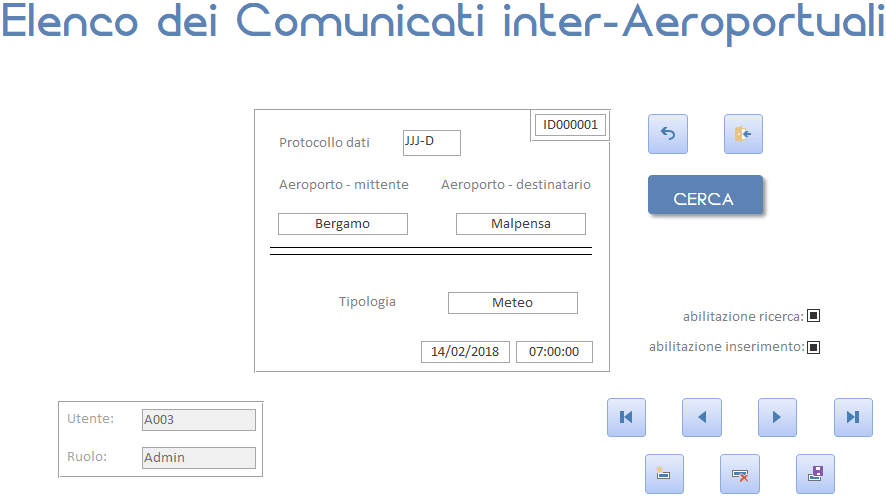 Elenco dei Comunicati inter-Aeroportuali
ID000001
Protocollo dati JJJ-D
Aeroporto - mittente Aeroporto - destinatario
Bergamo Malpensa
CERCA
Tipologia Meteo
abilitazione ricerca:
14/02/2018 07:00:00
abilitazione inserimento:
Utente: A003
Ruolo: Admin